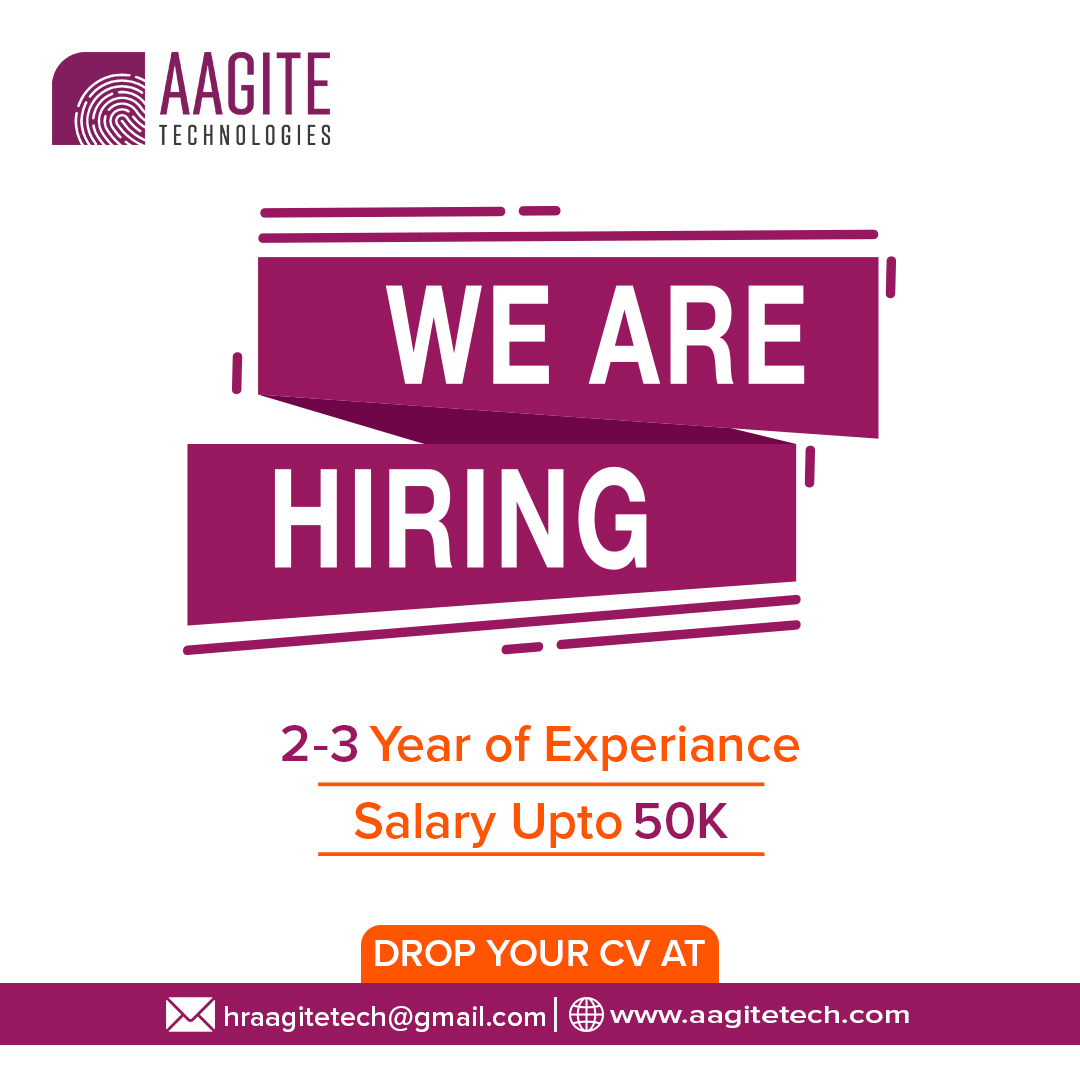 AAGITE
TECHNOLOGIES
WE ARE
HIRING
2-3 Year of Experiance
Salary Upto 50K
DROP YOUR CV AT
hraagitetech@gmail.com | www.aagitetech.com